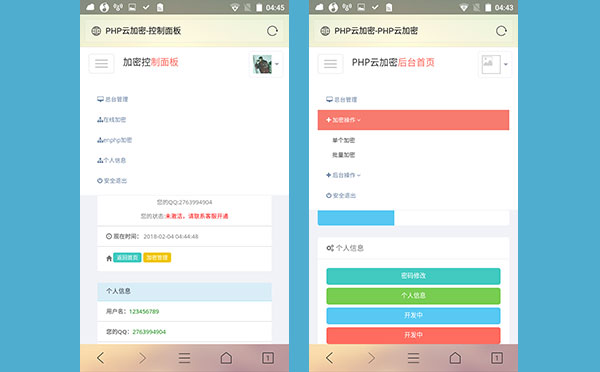 04:45
PHP云加密-控制面板
加密控制面板
总台管理
在线加密
enphp加密
个人信息
安全退出
您的QQ:2763994904
您的状态:未激活，请联系客服开通
现在时间： 2018-02-04 04:44:48
返回首页 加密管理
个人信息
用户名：123456789
您的QQ：2763994904
1
04:43
PHP云加密-PHP云加密
PHP云加密后台首页
总台管理
加密操作
单个加密
批量加密
后台操作
安全退出
个人信息
密码修改
个人信息
开发中
开发中
1